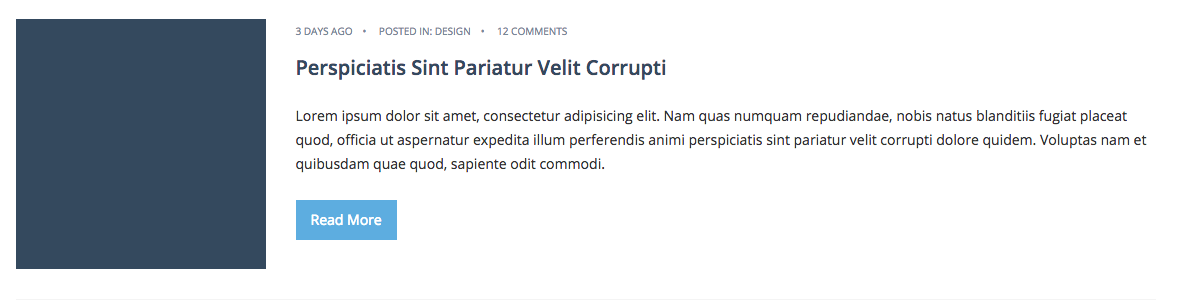 3 DAYS AGO • POSTED IN: DESIGN • 12 COMMENTS
Perspiciatis Sint Pariatur Velit Corrupti
Lorem ipsum dolor sit amet, consectetur adipisicing elit. Nam quas numquam repudiandae, nobis natus blanditiis fugiat placeat
quod, officia ut aspernatur expedita illum perferendis animi perspiciatis sint pariatur velit corrupti dolore quidem. Voluptas nam et
quibusdam quae quod, sapiente odit commodi.
Read More